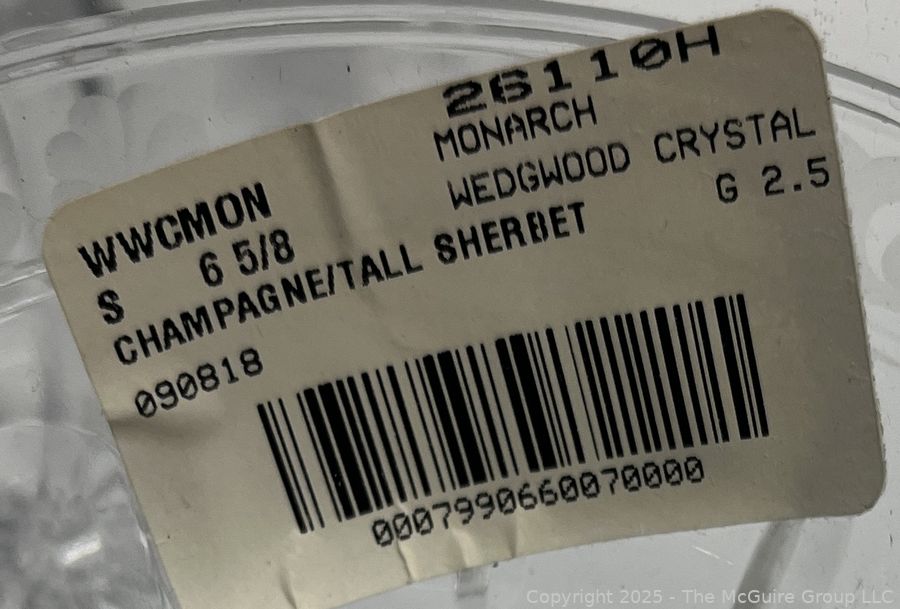 26110H
MONARCH
WEDGWOOD CRYSTAL
WWCMON
G 2.5
S 6 5/8
CHAMPAGNE/TALL SHERBET
090818
0007990660070000
Copyright 2025 - The McGuire Group LLC